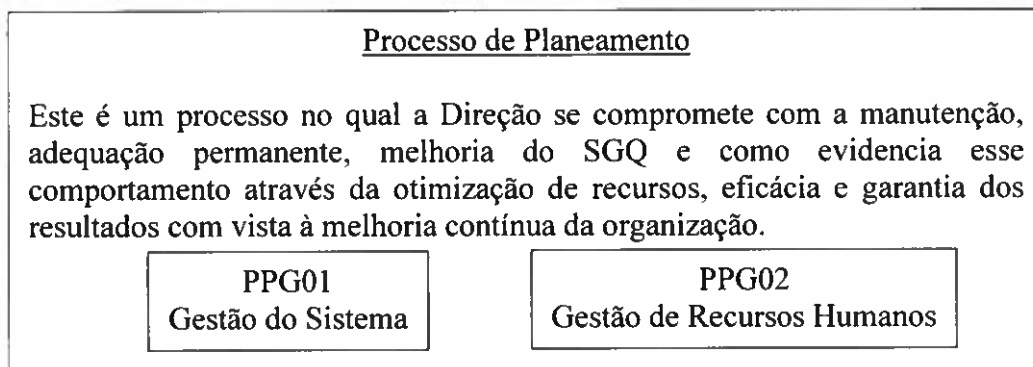 Processo de Planeamento
Este é um processo no qual a Direção se compromete com a manutenção,
adequação permanente, melhoria do SGQ e como evidencia esse
comportamento através da otimização de recursos, eficácia e garantia dos
resultados com vista à melhoria contínua da organização.
PPG01
Gestão do Sistema
PPG02
Gestão de Recursos Humanos